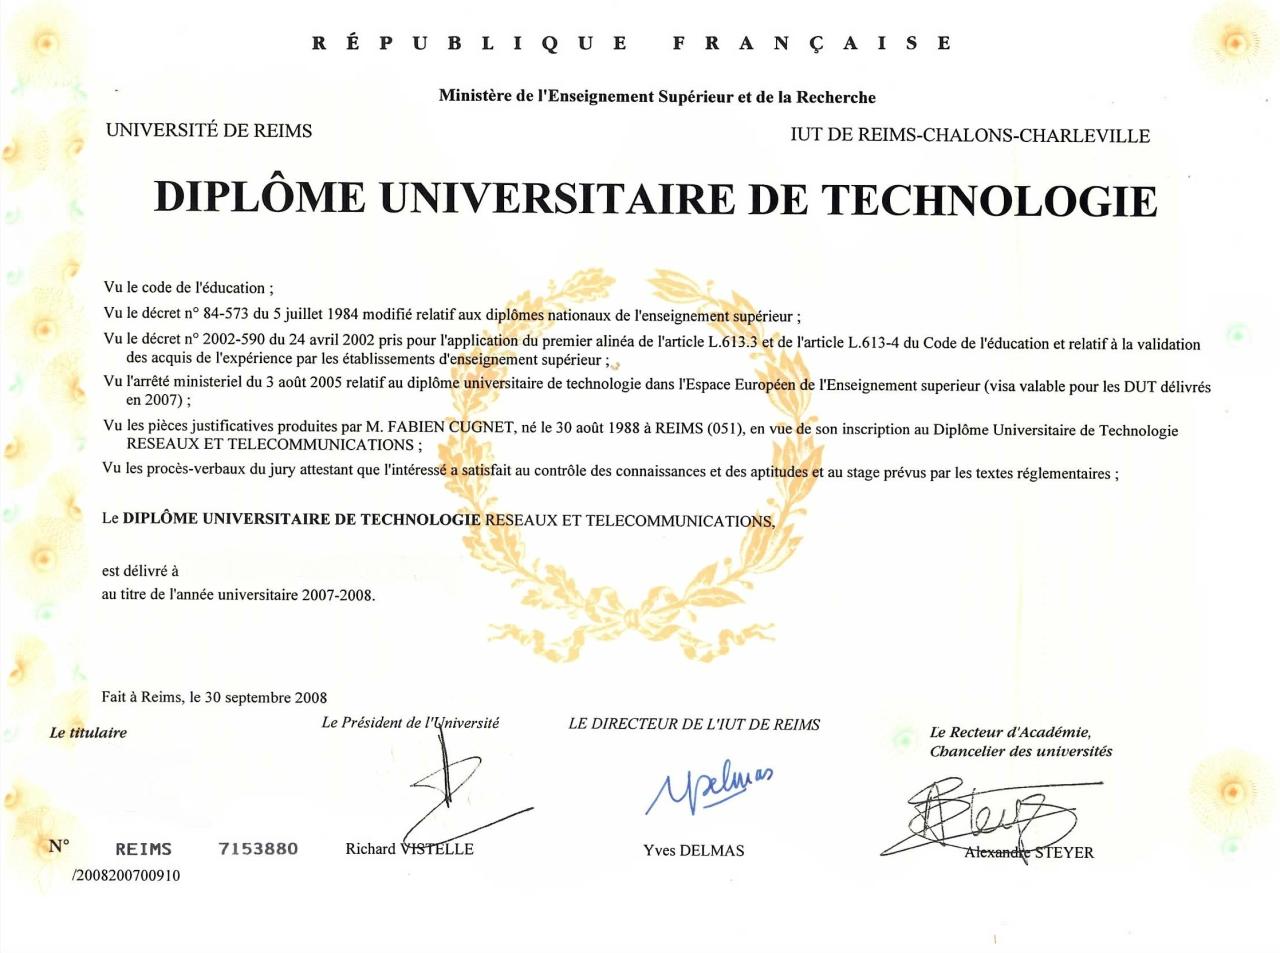 RÉPUBLIQUE FRANÇAISE
Ministère de l'Enseignement Supérieur et de la Recherche
UNIVERSITÉ DE REIMS
IUT DE REIMS-CHALONS-CHARLEVILLE
DIPLÔME UNIVERSITAIRE DE TECHNOLOGIE
Vu le code de l'éducation ;
Vu le décret n° 84-573 du 5 juillet 1984 modifié relatif aux diplômes nationaux de l'enseignement supérieur ;
Vu le décret n° 2002-590 du 24 avril 2002 pris pour l'application du premier alinéa de l'article L.613.3 et de l'article L.613-4 du Code de l'éducation et relatif à la validation
des acquis de l'expérience par les établissements d'enseignement supérieur ;
Vu l'arrêté ministeriel du 3 août 2005 relatif au diplôme universitaire de technologie dans l'Espace Européen de l'Enseignement superieur (visa valable pour les DUT délivrés
en 2007) ;
Vu les pièces justificatives produites par M. FABIEN CUGNET, né le 30 août 1988 à REIMS (051), en vue de son inscription au Diplôme Universitaire de Technologie
RESEAUX ET TELECOMMUNICATIONS ;
Vu les procès-verbaux du jury attestant que l'intéressé a satisfait au contrôle des connaissances et des aptitudes et au stage prévus par les textes réglementaires ;
Le DIPLÔME UNIVERSITAIRE DE TECHNOLOGIE RESEAUX ET TELECOMMUNICATIONS,
est délivré à
au titre de l'année universitaire 2007-2008.
Fait à Reims, le 30 septembre 2008
Le titulaire
Le Président de l'Université
LE DIRECTEUR DE L'IUT DE REIMS
Le Recteur d'Académie,
Chancelier des universités
N° REIMS 7153880
/2008200700910
Richard VISTELLE
Yves DELMAS
Alexandre STEYER